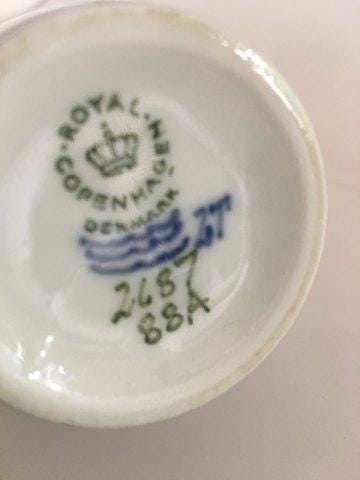 ROYAL·COPENHAGEN·
DENMARK
2687
88A